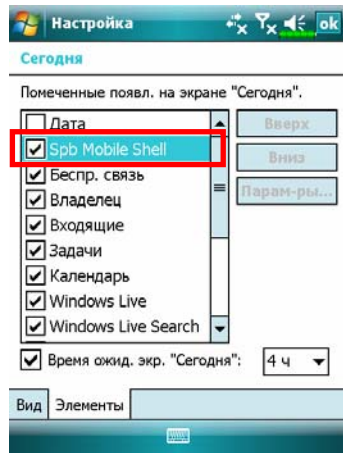 Настройка
ok
Сегодня
Помеченные появл. на экране "Сегодня".
Дата
Вверх
Spb Mobile Shell
Вниз
Беспр. связь
Парам-ры...
Владелец
Входящие
Задачи
Календарь
Windows Live
Windows Live Search
Время ожид. экр. "Сегодня":
4 ч
Вид
Элементы